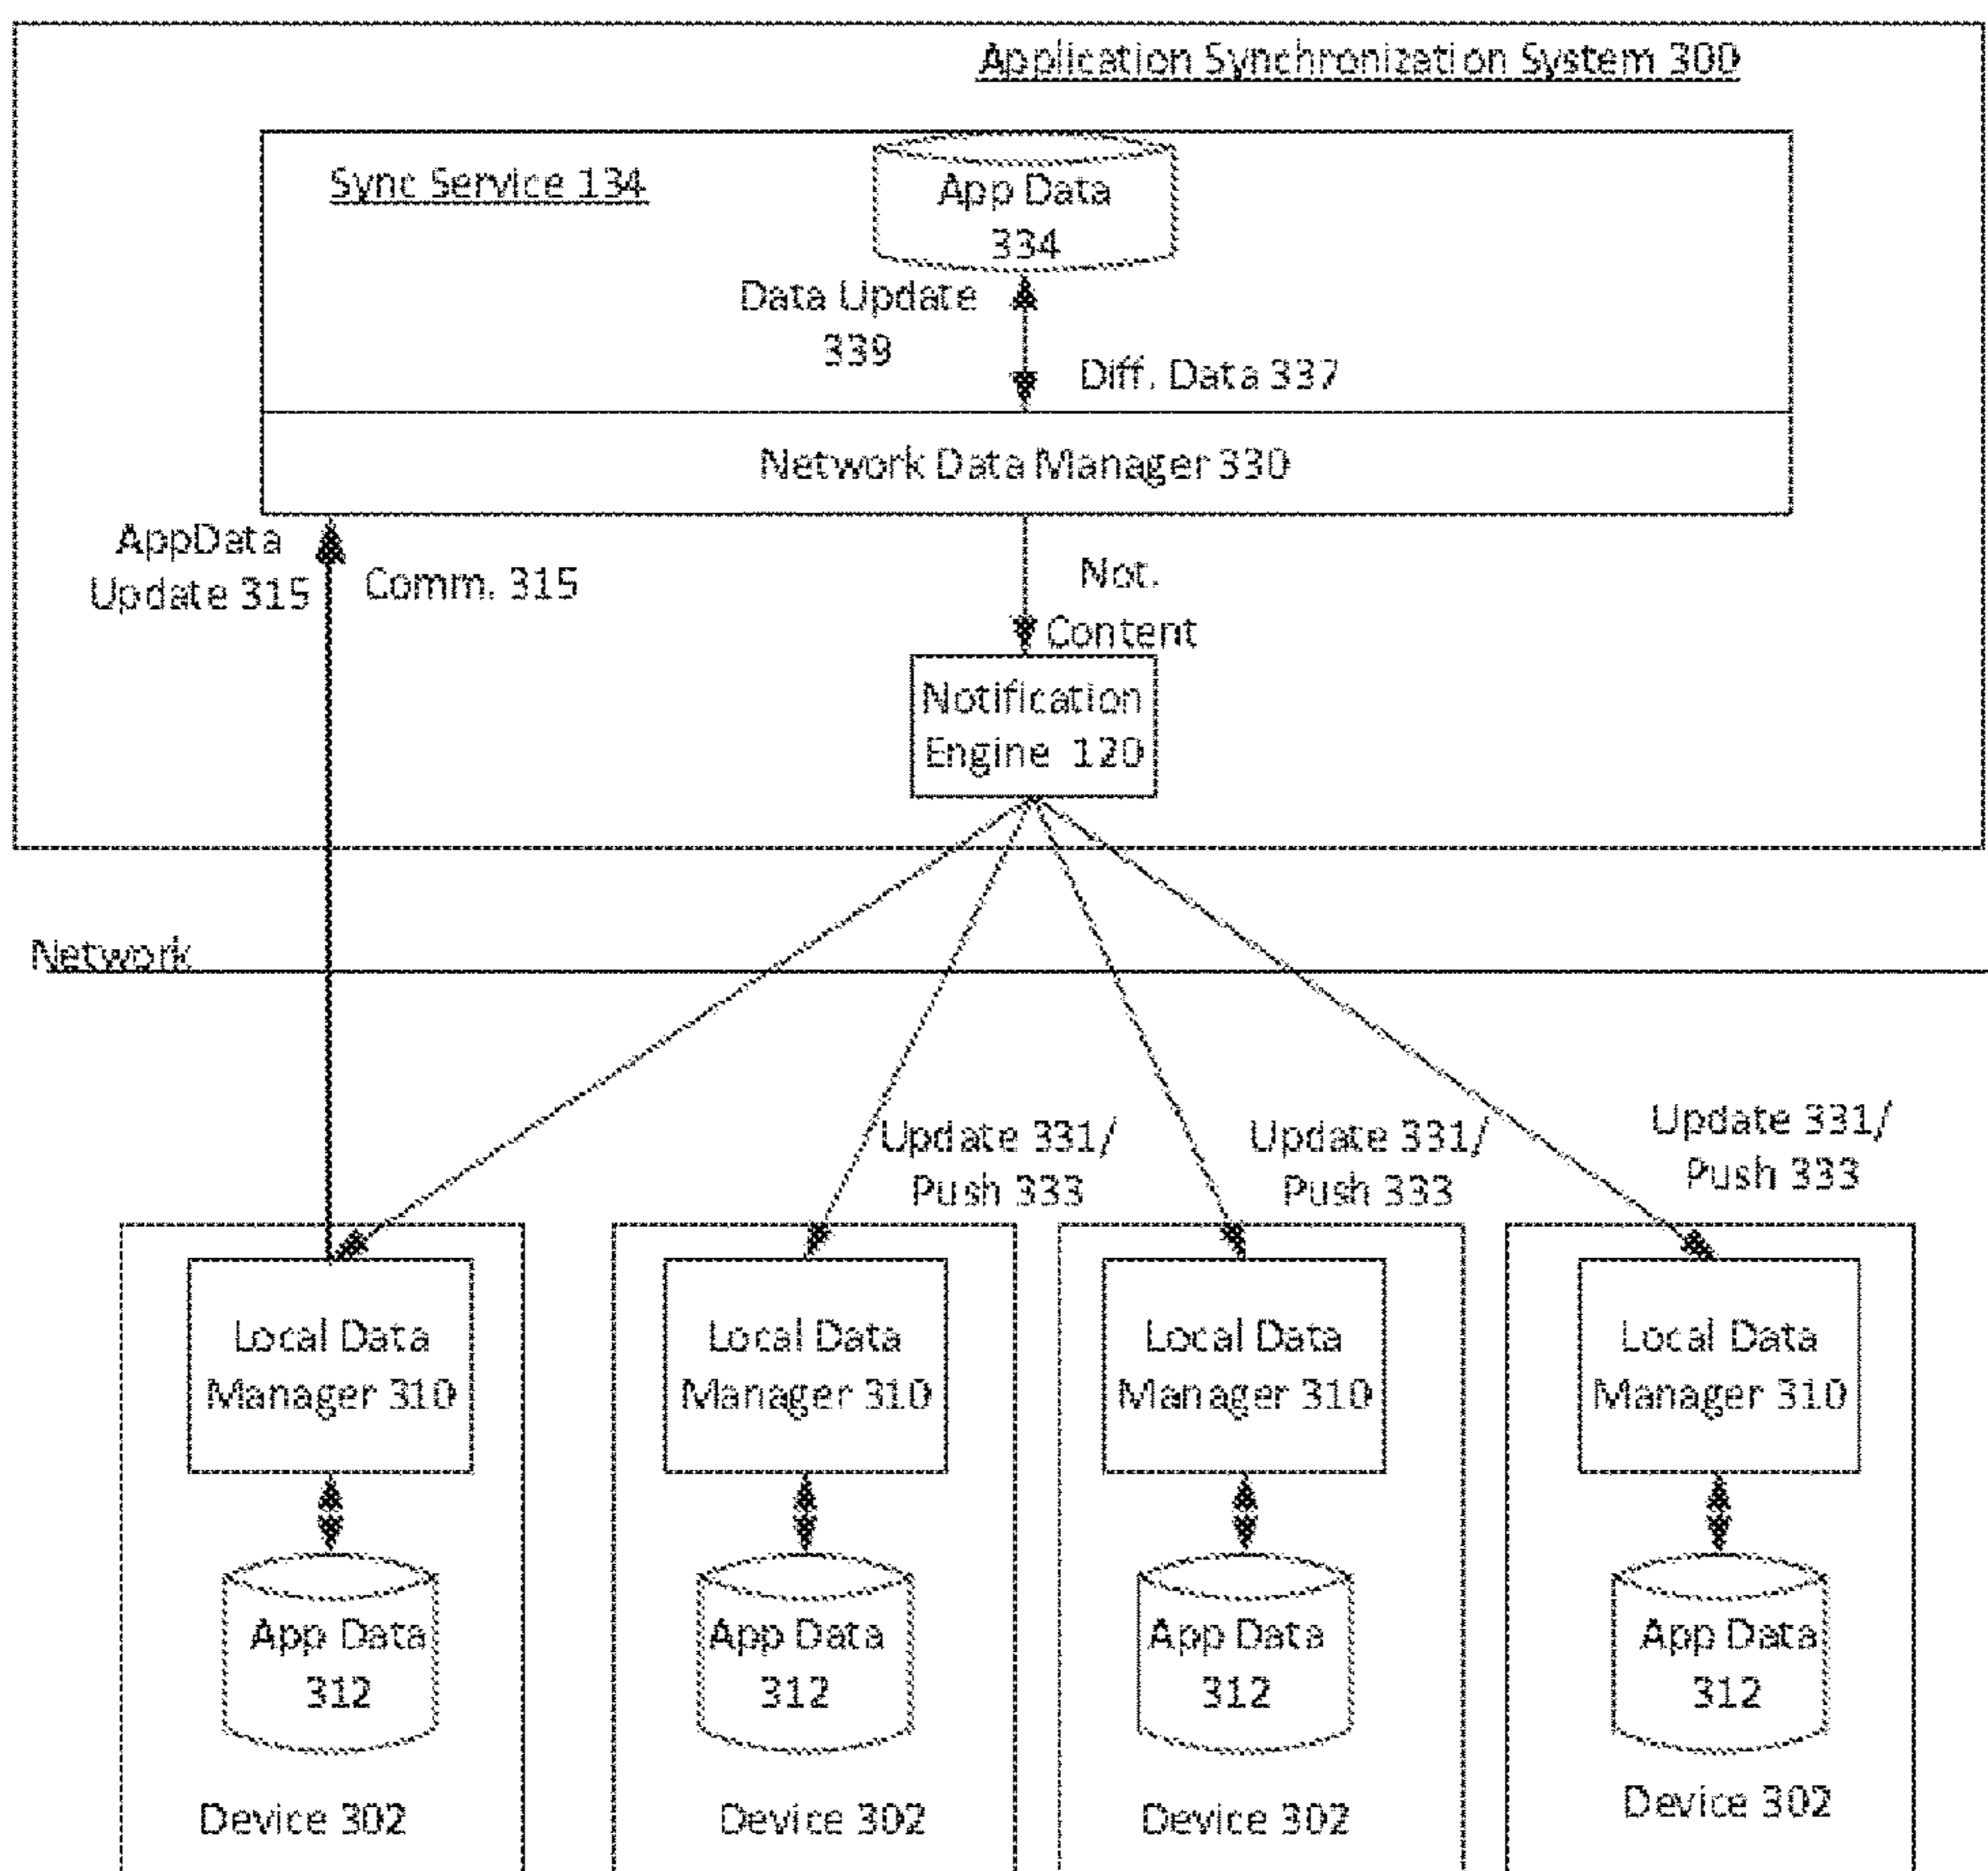 Application Synchronization System 300
Sync Service 134
App Data
334
Data Update
339
Diff. Data 337
Network Data Manager 330
AppData
Update 315
Comm. 315
Not.
Content
Notification
Engine 120
Network
Update 331/
Push 333
Update 331/
Push 333
Update 331/
Push 333
Local Data
Manager 310
Local Data
Manager 310
Local Data
Manager 310
Local Data
Manager 310
App Data
312
App Data
312
App Data
312
App Data
312
Device 302
Device 302
Device 302
Device 302